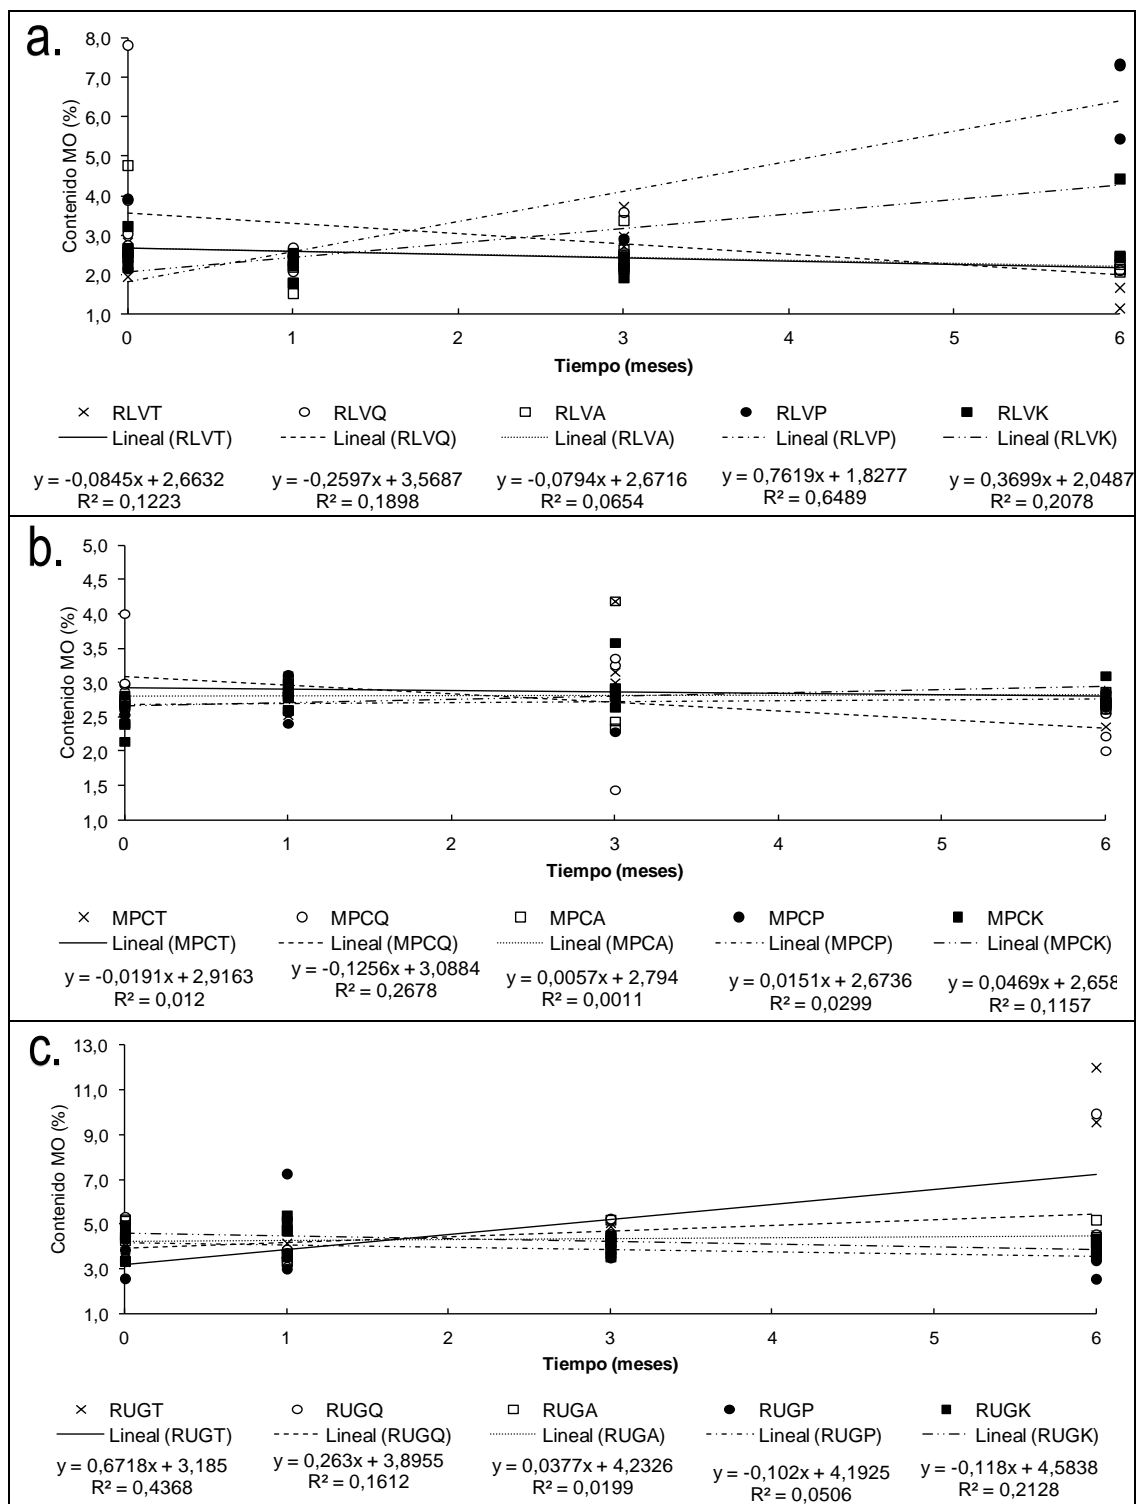 a.
Contenido MO (%)
8,0
7,0
6,0
5,0
4,0
3,0
2,0
1,0
0 1 2 3 4 5 6
Tiempo (meses)
RLVT RLVQ RLVA RLVP RLVK
Lineal (RLVT) Lineal (RLVQ) Lineal (RLVA) Lineal (RLVP) Lineal (RLVK)
y = -0,0845x + 2,6632 y = -0,2597x + 3,5687 y = -0,0794x + 2,6716 y = 0,7619x + 1,8277 y = 0,3699x + 2,0487
R² = 0,1223 R² = 0,1898 R² = 0,0654 R² = 0,6489 R² = 0,2078
b.
Contenido MO (%)
5,0
4,5
4,0
3,5
3,0
2,5
2,0
1,5
1,0
0 1 2 3 4 5 6
Tiempo (meses)
MPCT MPCQ MPCA MPCP MPCK
Lineal (MPCT) Lineal (MPCQ) Lineal (MPCA) Lineal (MPCP) Lineal (MPCK)
y = -0,0191x + 2,9163 y = -0,1256x + 3,0884 y = 0,0057x + 2,794 y = 0,0151x + 2,6736 y = 0,0469x + 2,658
R² = 0,012 R² = 0,2678 R² = 0,0011 R² = 0,0299 R² = 0,1157
c.
Contenido MO (%)
13,0
11,0
9,0
7,0
5,0
3,0
1,0
0 1 2 3 4 5 6
Tiempo (meses)
RUGT RUGQ RUGA RUGP RUGK
Lineal (RUGT) Lineal (RUGQ) Lineal (RUGA) Lineal (RUGP) Lineal (RUGK)
y = 0,6718x + 3,185 y = 0,263x + 3,8955 y = 0,0377x + 4,2326 y = -0,102x + 4,1925 y = -0,118x + 4,5838
R² = 0,4368 R² = 0,1612 R² = 0,0199 R² = 0,0506 R² = 0,2128